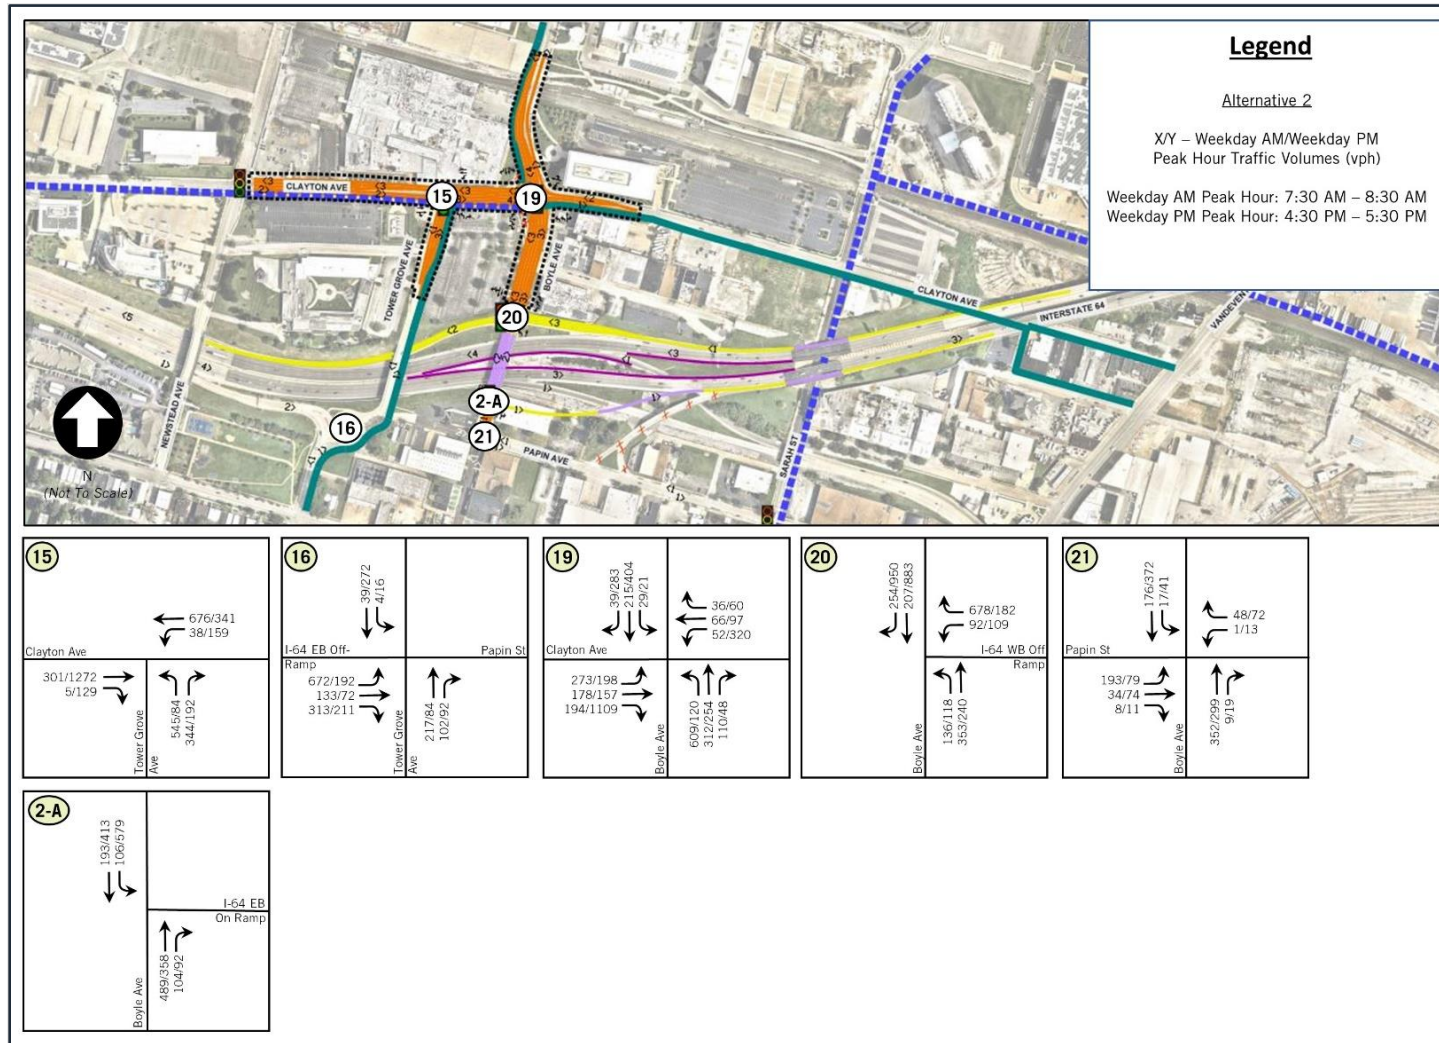 Legend
Alternative 2
X/Y – Weekday AM/Weekday PM
Peak Hour Traffic Volumes (vph)
Weekday AM Peak Hour: 7:30 AM – 8:30 AM
Weekday PM Peak Hour: 4:30 PM – 5:30 PM
CLAYTON AVE
15
19
TOWER GROVE AVE
BOYLE AVE
20
CLAYTON AVE
INTERSTATE 64
VANDEVENT
NEWSTEAD AVE
2-A
16
21
PAPIN AVE
SARAH ST
N
(Not To Scale)
15
676/341
38/159
Clayton Ave
301/1272
5/129
545/84
344/192
Tower Grove
Ave
16
39/272
4/16
I-64 EB Off-
Ramp
Papin St
672/192
133/72
313/211
217/84
102/92
Tower Grove
Ave
19
39/283
215/404
29/21
36/60
66/97
52/320
Clayton Ave
273/198
178/157
194/1109
609/120
312/254
110/48
Boyle Ave
20
254/950
207/883
678/182
92/109
I-64 WB Off
Ramp
136/118
353/240
Boyle Ave
21
176/372
17/41
48/72
1/13
Papin St
193/79
34/74
8/11
352/299
9/19
Boyle Ave
2-A
193/413
106/579
I-64 EB
On Ramp
489/358
104/92
Boyle Ave